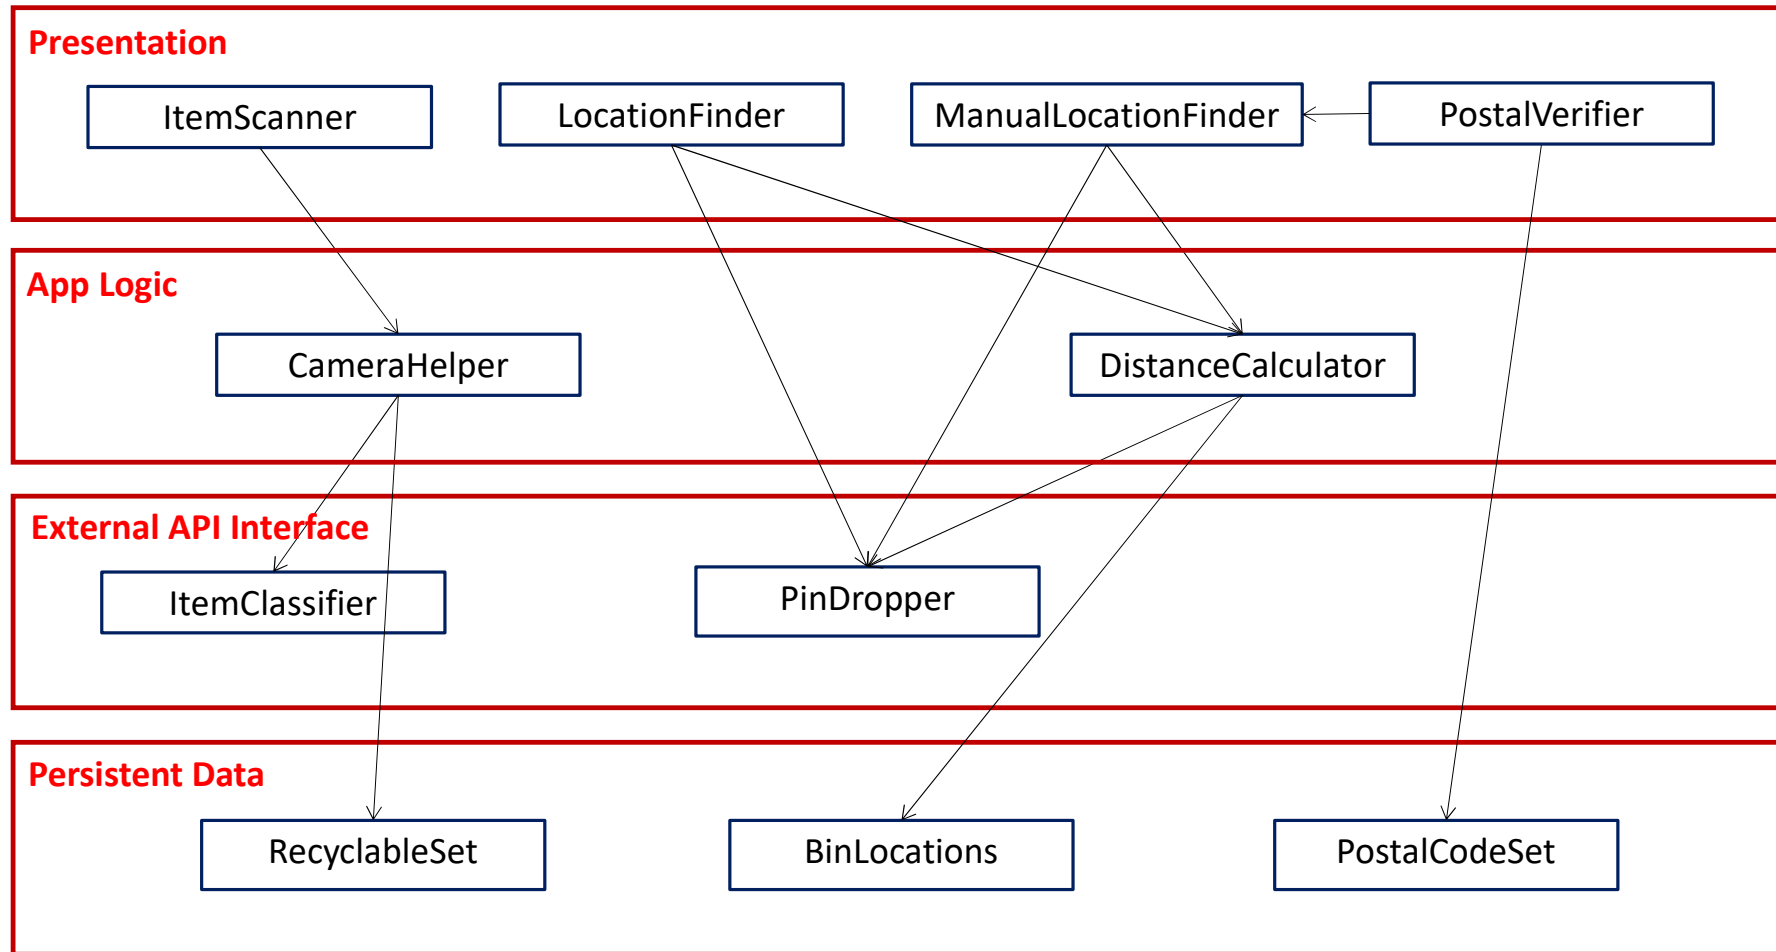 Presentation
ItemScanner
LocationFinder
ManualLocationFinder
PostalVerifier
App Logic
CameraHelper
DistanceCalculator
External API Interface
ItemClassifier
PinDropper
Persistent Data
RecyclableSet
BinLocations
PostalCodeSet